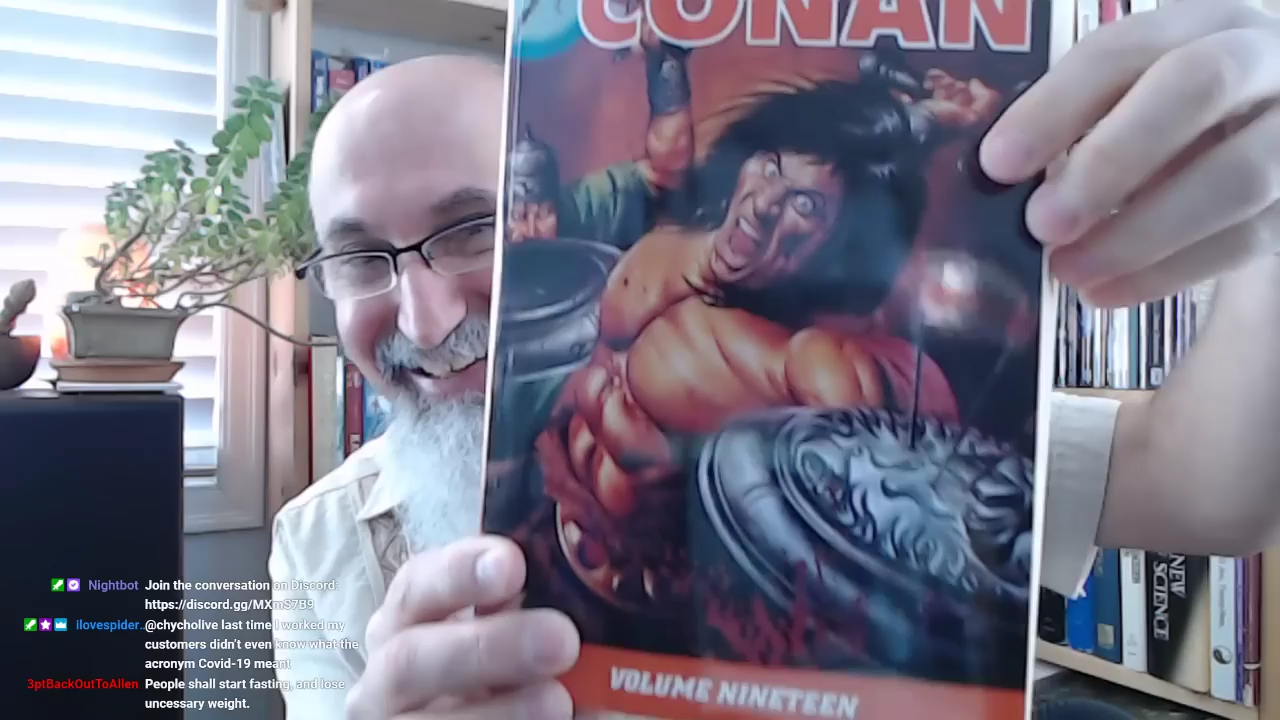 CONAN
VOLUME NINETEEN
NEW
SCIENCE
Nightbot Join the conversation on Discord:
https://discord.gg/MXmS7B9
ilovespider.. @chycholive last time I worked my
customers didn't even know what the
acronym Covid-19 meant
3ptBackOutToAllen People shall start fasting, and lose
uncessary weight.